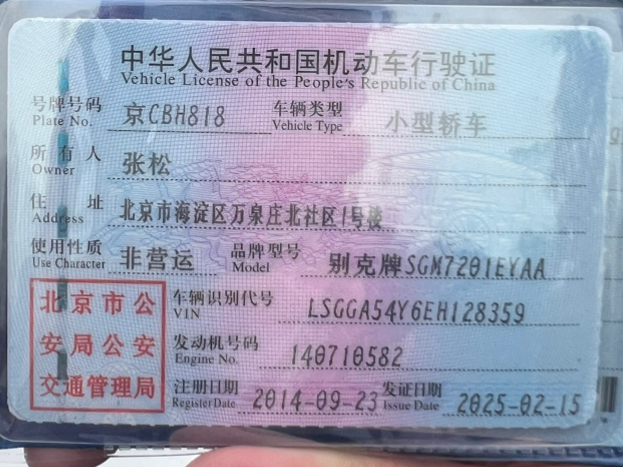 中华人民共和国机动车行驶证
Vehicle License of the People's Republic of China
号牌号码 京CBH818 车辆类型 小型轿车
Plate No. Vehicle Type
所有人 张松
Owner
住址 北京市海淀区万泉庄北社区1号楼
Address
使用性质 非营运 品牌型号 别克牌SGM7201EYAA
Use Character Model
北京市公安局公安交通管理局
车辆识别代号 LSGGA54Y6EH128359
VIN
发动机号码 140710582
Engine No.
注册日期 2014-09-23 发证日期 2025-02-15
Register Date Issue Date